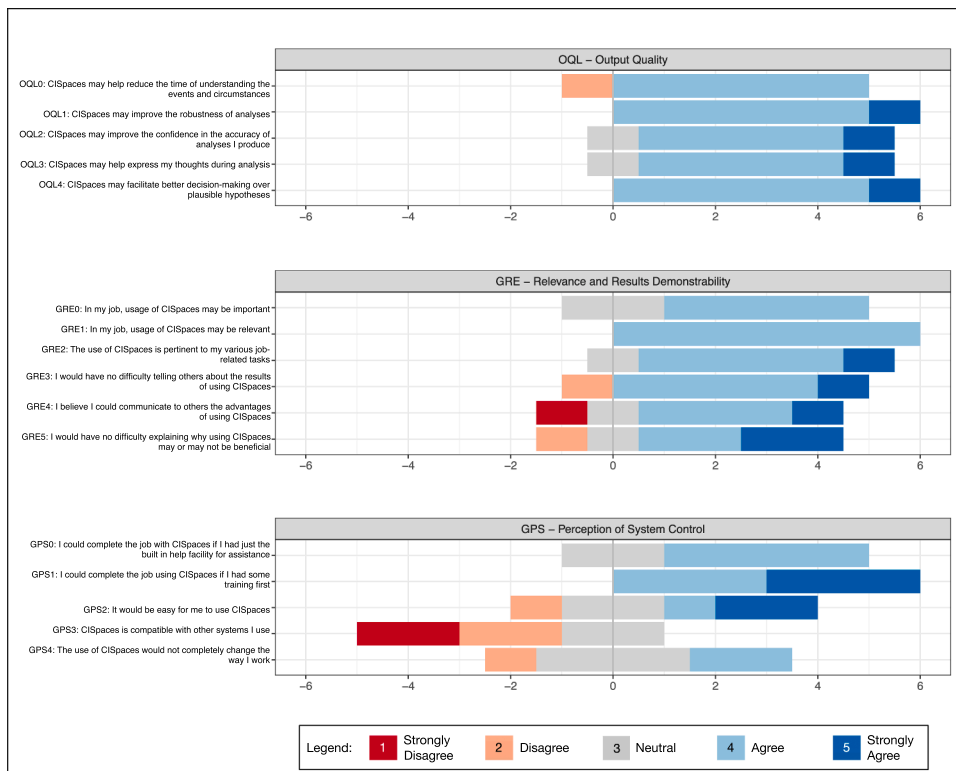 OQL – Output Quality
OQL0: CISpaces may help reduce the time of understanding the
events and circumstances
OQL1: CISpaces may improve the robustness of analyses
OQL2: CISpaces may improve the confidence in the accuracy of
analyses I produce
OQL3: CISpaces may help express my thoughts during analysis
OQL4: CISpaces may facilitate better decision-making over
plausible hypotheses
−6 −4 −2 0 2 4 6
GRE – Relevance and Results Demonstrability
GRE0: In my job, usage of CISpaces may be important
GRE1: In my job, usage of CISpaces may be relevant
GRE2: The use of CISpaces is pertinent to my various job-
related tasks
GRE3: I would have no difficulty telling others about the results
of using CISpaces
GRE4: I believe I could communicate to others the advantages
of using CISpaces
GRE5: I would have no difficulty explaining why using CISpaces
may or may not be beneficial
−6 −4 −2 0 2 4 6
GPS – Perception of System Control
GPS0: I could complete the job with CISpaces if I had just the
built in help facility for assistance
GPS1: I could complete the job using CISpaces if I had some
training first
GPS2: It would be easy for me to use CISpaces
GPS3: CISpaces is compatible with other systems I use
GPS4: The use of CISpaces would not completely change the
way I work
−6 −4 −2 0 2 4 6
Legend: 1 Strongly Disagree 2 Disagree 3 Neutral 4 Agree 5 Strongly Agree